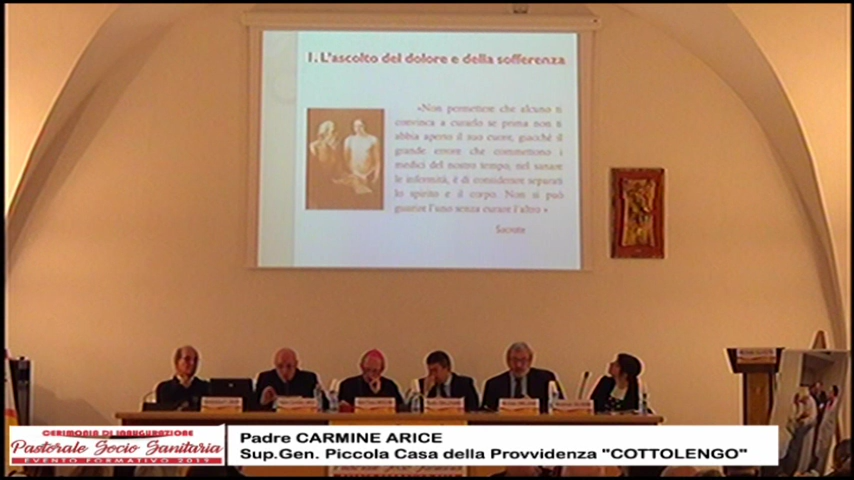 1. L'ascolto del dolore e della sofferenza
«Non permettere che alcuno ti
convinca a curarlo se prima non ti
abbia aperto il suo cuore, giacchè il
grande errore che commettono i
medici del nostro tempo, nel sanare
le infermità, è di considerare separati
lo spirito e il corpo. Non si può
guarire l'uno senza curare l'altro »
Socrate
CERIMONIA DI INAUGURAZIONE
Pastorale Socio Sanitaria
EVENTO FORMATIVO 2019
Padre CARMINE ARICE
Sup.Gen. Piccola Casa della Provvidenza "COTTOLENGO"